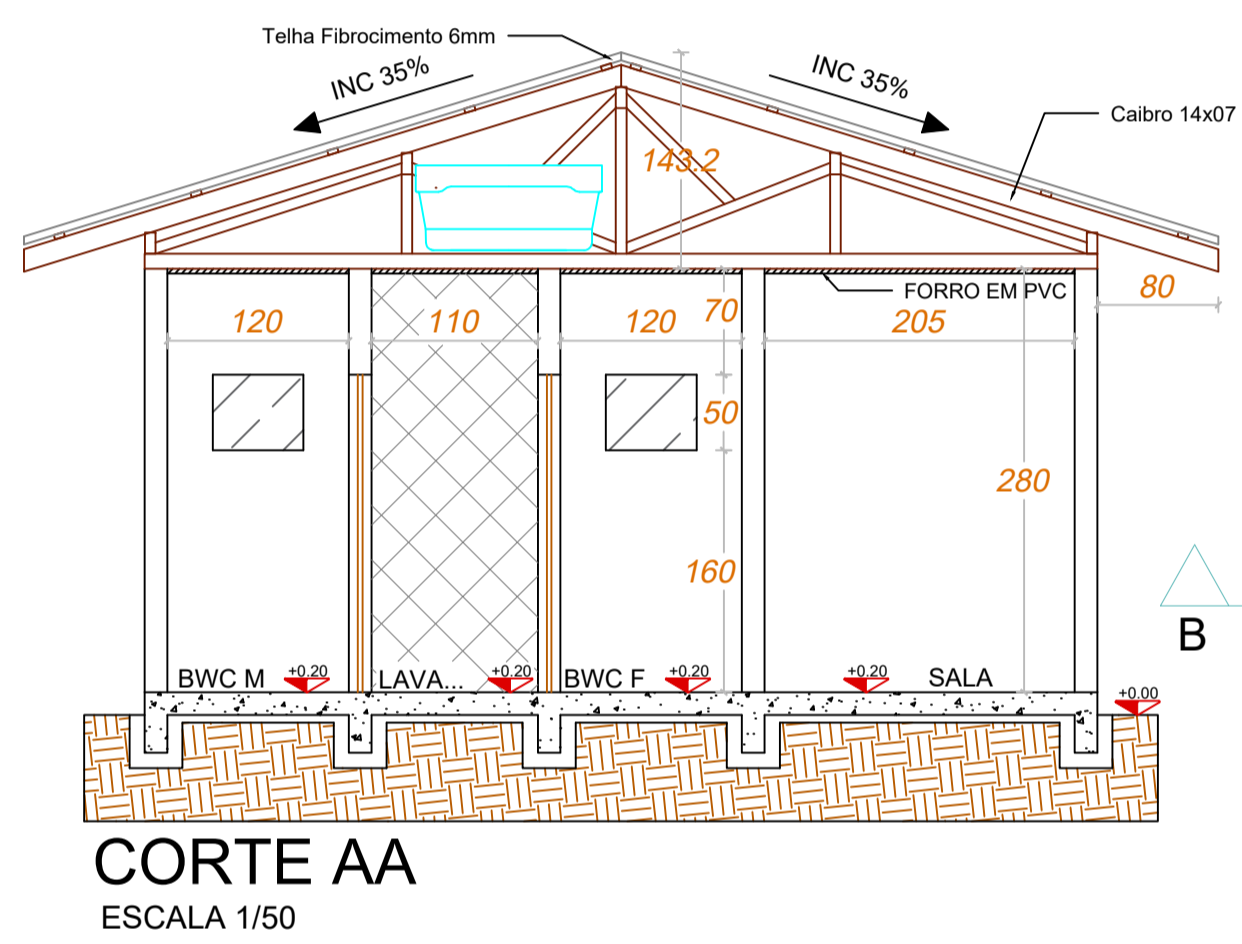 Telha Fibrocimento 6mm
INC 35%
INC 35%
Caibro 14x07
143.2
FORRO EM PVC
80
120
110
120
70
205
50
280
160
BWC M
+0.20
LAVA...
+0.20
BWC F
+0.20
+0.20
SALA
+0.00
B
CORTE AA
ESCALA 1/50